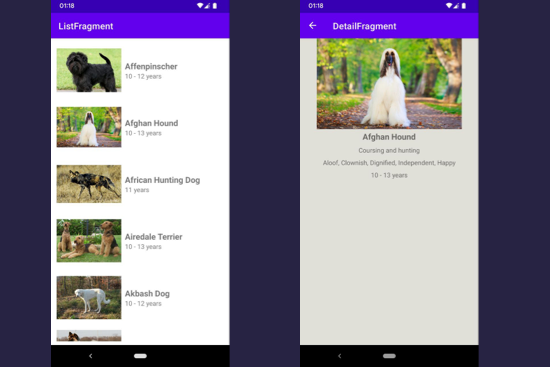 01:18
ListFragment
Affenpinscher
10 - 12 years
Afghan Hound
10 - 13 years
African Hunting Dog
11 years
Airedale Terrier
10 - 13 years
Akbash Dog
10 - 12 years
01:18
DetailFragment
Afghan Hound
Coursing and hunting
Aloof, Clownish, Dignified, Independent, Happy
10 - 13 years